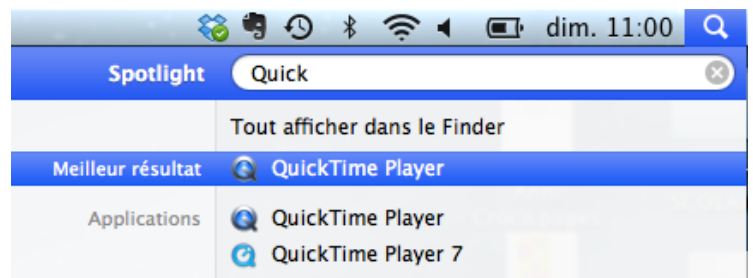 dim. 11:00
Spotlight Quick
Tout afficher dans le Finder
Meilleur résultat QuickTime Player
Applications QuickTime Player
QuickTime Player 7